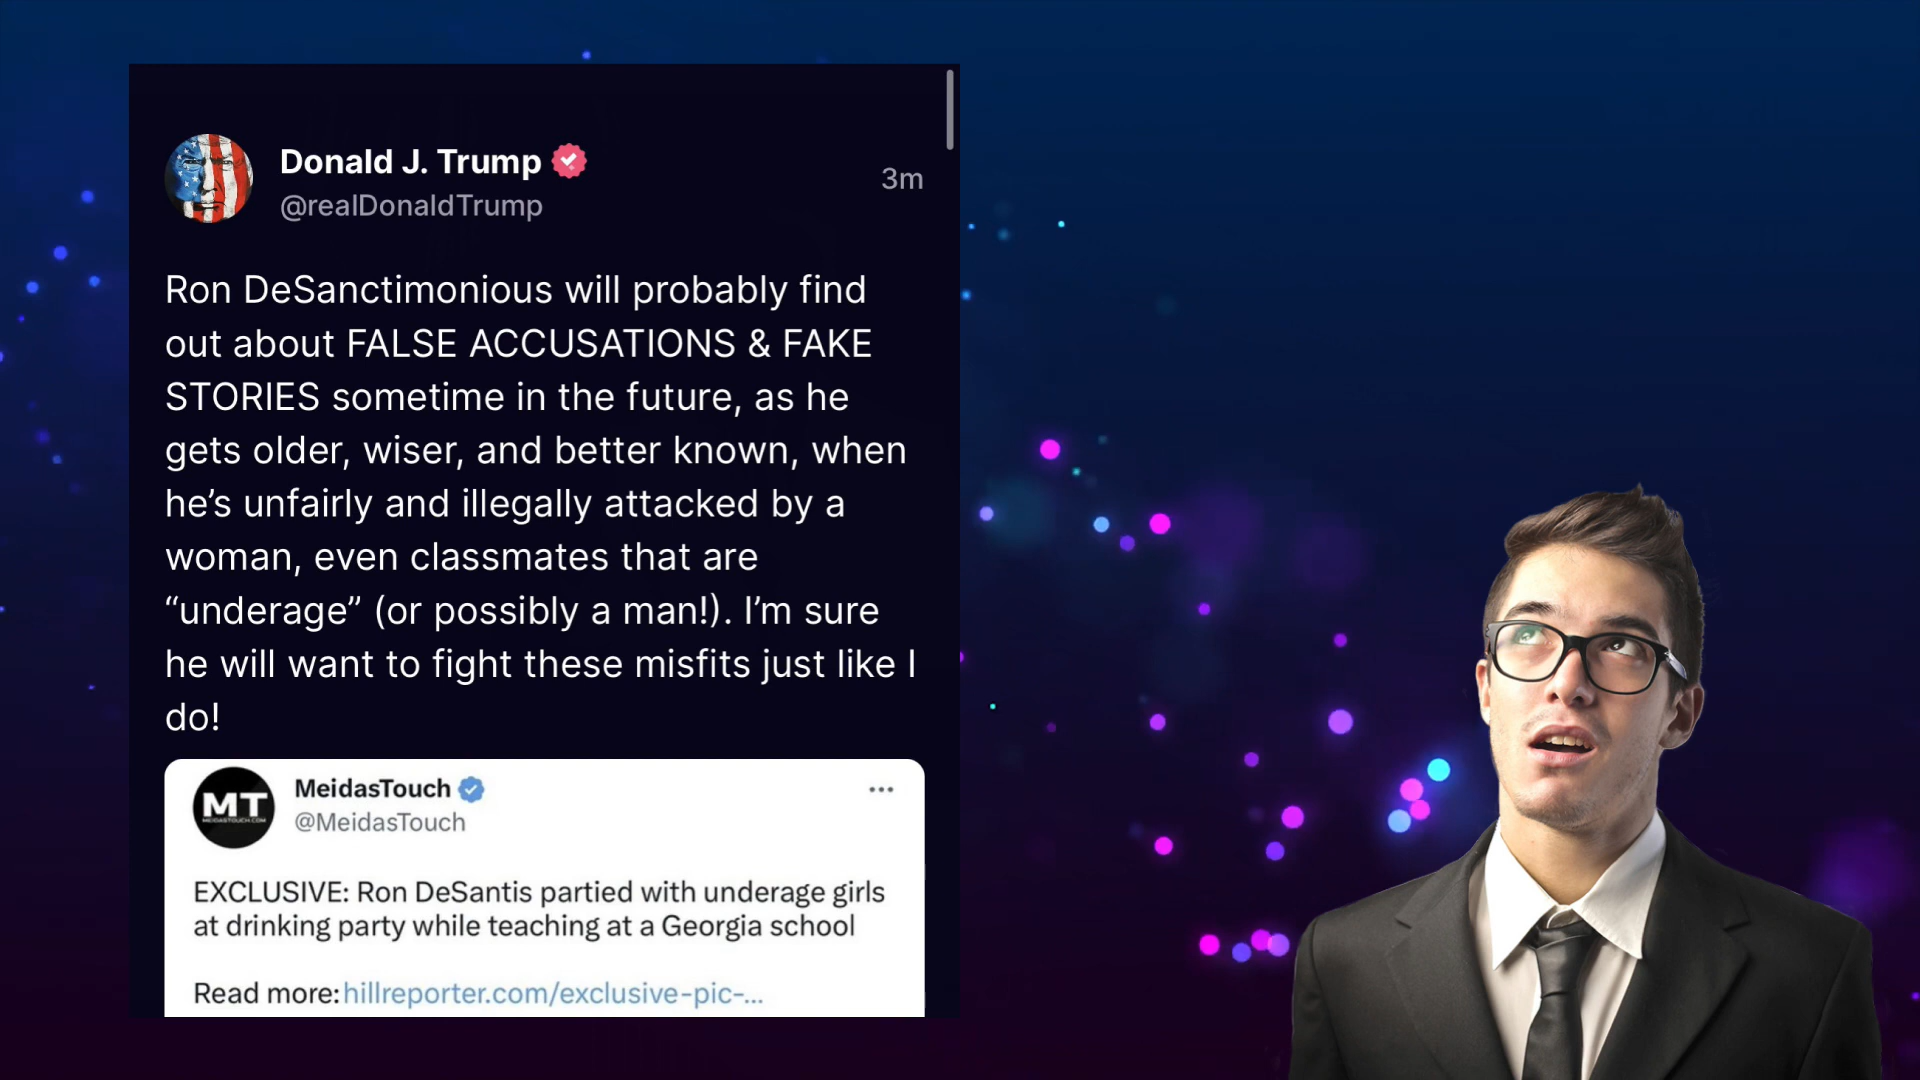 Donald J. Trump
@realDonaldTrump
3m
Ron DeSanctimonious will probably find
out about FALSE ACCUSATIONS & FAKE
STORIES sometime in the future, as he
gets older, wiser, and better known, when
he’s unfairly and illegally attacked by a
woman, even classmates that are
“underage” (or possibly a man!). I’m sure
he will want to fight these misfits just like I
do!
MT
MEIDASTOUCH.COM
MeidasTouch
@MeidasTouch
EXCLUSIVE: Ron DeSantis partied with underage girls
at drinking party while teaching at a Georgia school
Read more: hillreporter.com/exclusive-pic-...